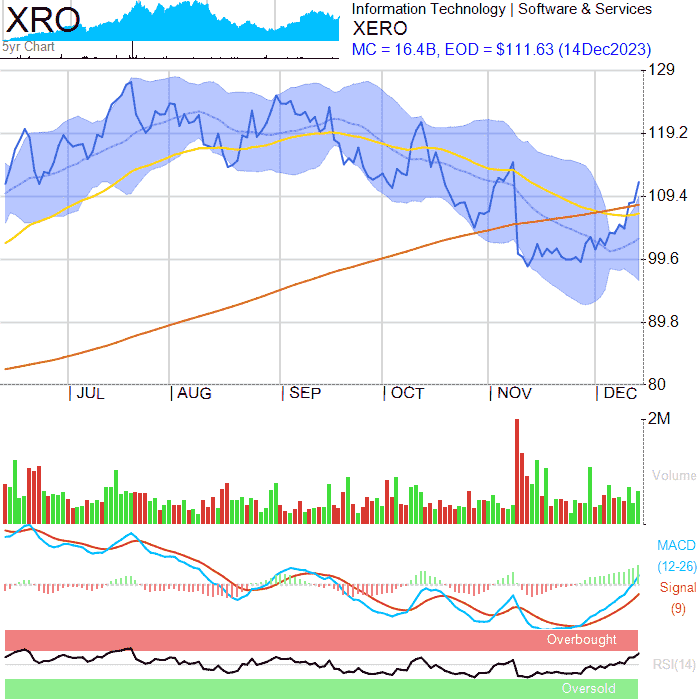 XRO
5yr Chart
Information Technology | Software & Services
XERO
MC = 16.4B, EOD = $111.63 (14Dec2023)
129
119.2
109.4
99.6
89.8
80
JUL AUG SEP OCT NOV DEC
2M
Volume
MACD
(12-26)
Signal
(9)
Overbought
RSI(14)
Oversold